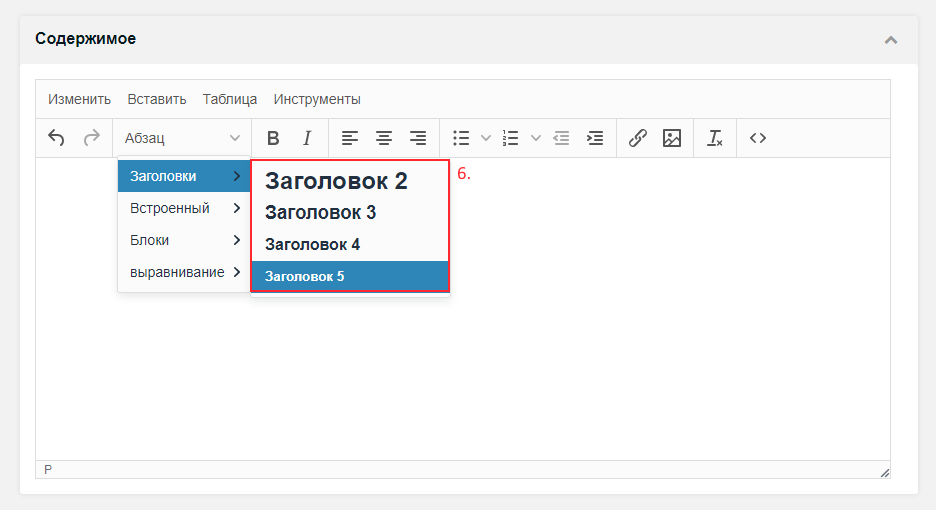 Содержимое
Изменить Вставить Таблица Инструменты
Абзац B I
Заголовки
Встроенный
Блоки
выравнивание
Заголовок 2
Заголовок 3
Заголовок 4
Заголовок 5
6.
P